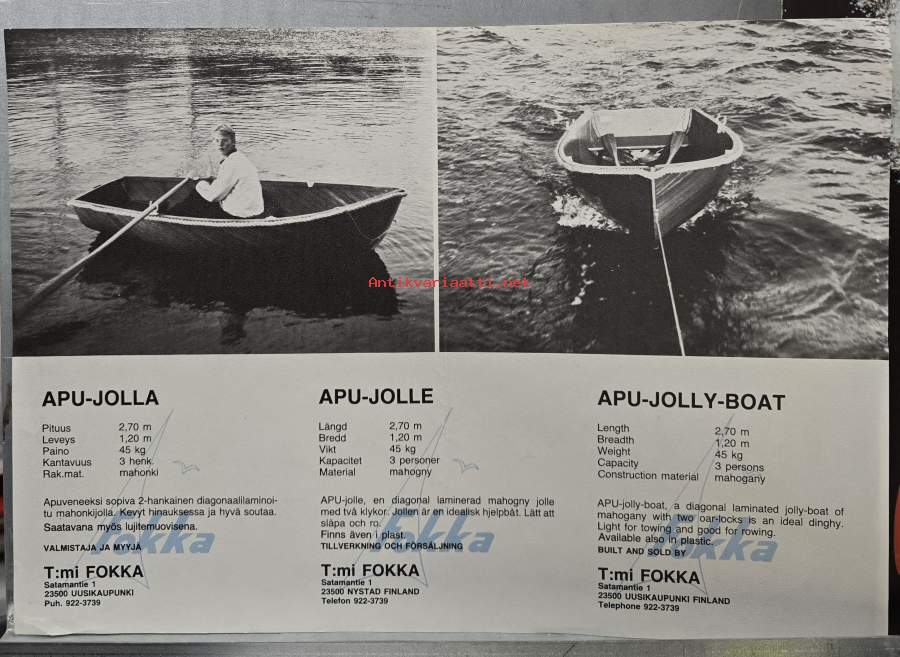 Antikvariaatti.net
APU-JOLLA
Pituus 2,70 m
Leveys 1,20 m
Paino 45 kg
Kantavuus 3 henk.
Rak.mat. mahonki
Apuveneeksi sopiva 2-hankainen diagonaalilaminoi-
tu mahonkijolla. Kevyt hinauksessa ja hyvä soutaa.
Saatavana myös lujitemuovisena.
VALMISTAJA JA MYYJÄ
fokka
T:mi FOKKA
Satamantie 1
23500 UUSIKAUPUNKI
Puh. 922-3739
APU-JOLLE
Längd 2,70 m
Bredd 1,20 m
Vikt 45 kg
Kapacitet 3 personer
Material mahogny
APU-jolle, en diagonal laminerad mahogny jolle
med två klykor. Jollen är en idealisk hjelpbåt. Lätt att
släpa och ro.
Finns även i plast.
TILLVERKNING OCH FÖRSÄLJNING
fokka
T:mi FOKKA
Satamantie 1
23500 NYSTAD FINLAND
Telefon 922-3739
APU-JOLLY-BOAT
Length 2,70 m
Breadth 1,20 m
Weight 45 kg
Capacity 3 persons
Construction material mahogany
APU-jolly-boat, a diagonal laminated jolly-boat of
mahogany with two oar-locks is an ideal dinghy.
Light for towing and good for rowing.
Available also in plastic.
BUILT AND SOLD BY
fokka
T:mi FOKKA
Satamantie 1
23500 UUSIKAUPUNKI FINLAND
Telephone 922-3739